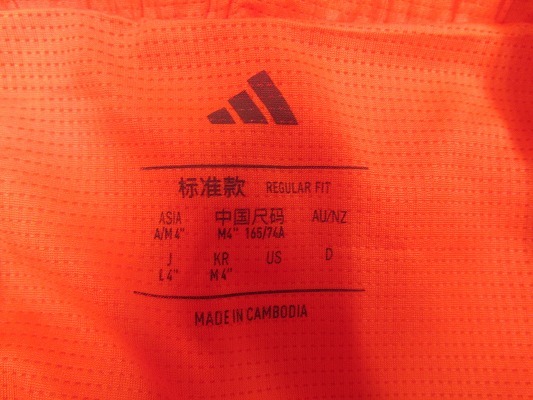 标准款 REGULAR FIT
ASIA 中国尺码 AU/NZ
A/M 4" M4" 165/74A
J KR US D
L 4" M 4"
MADE IN CAMBODIA